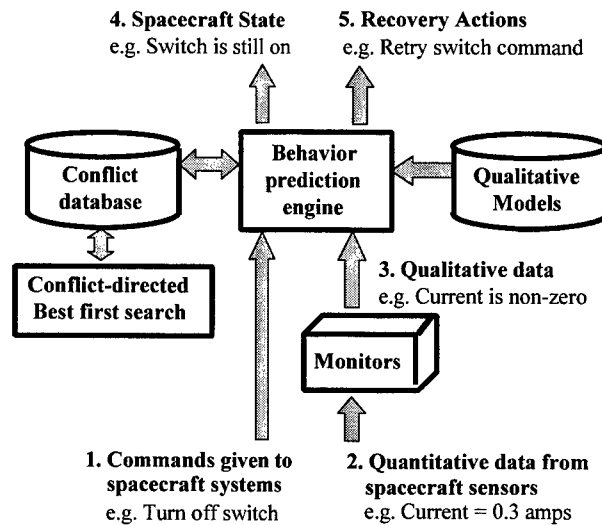 4. Spacecraft State
e.g. Switch is still on
5. Recovery Actions
e.g. Retry switch command
Conflict
database
Behavior
prediction
engine
Qualitative
Models
Conflict-directed
Best first search
3. Qualitative data
e.g. Current is non-zero
Monitors
1. Commands given to
spacecraft systems
e.g. Turn off switch
2. Quantitative data from
spacecraft sensors
e.g. Current = 0.3 amps